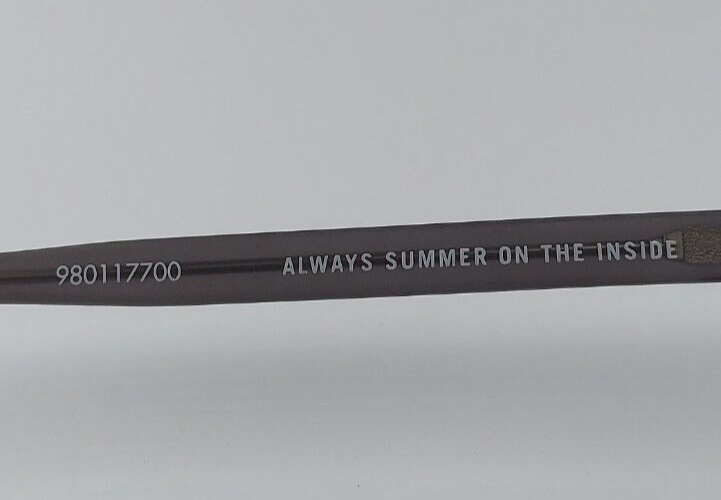 980117700 ALWAYS SUMMER ON THE INSIDE